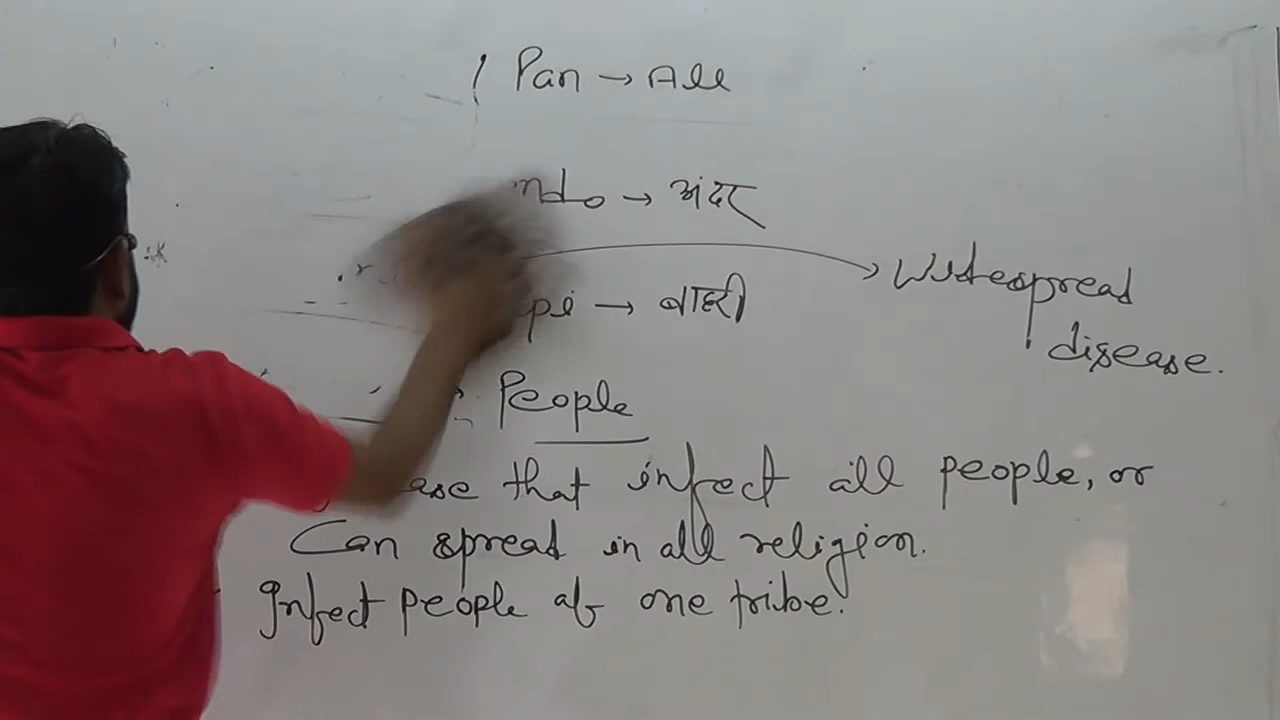 Pan → All
ndo → अंदर
pi → बाहरी
Widespread
disease.
People
ase that infect all people, or
Can spread in all religion.
Infect people of one tribe.